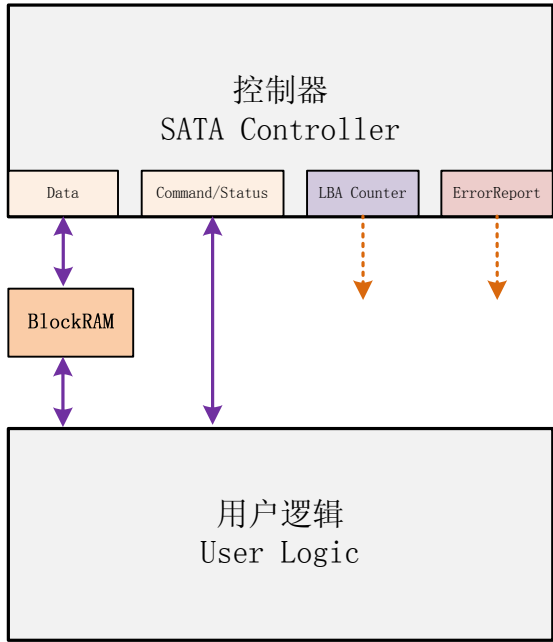 控制器
SATA Controller
Data
Command/Status
LBA Counter
ErrorReport
BlockRAM
用户逻辑
User Logic